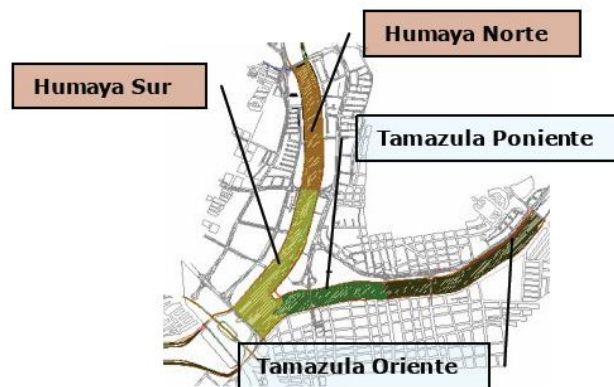 Humaya Norte
Humaya Sur
Tamazula Poniente
Tamazula Oriente